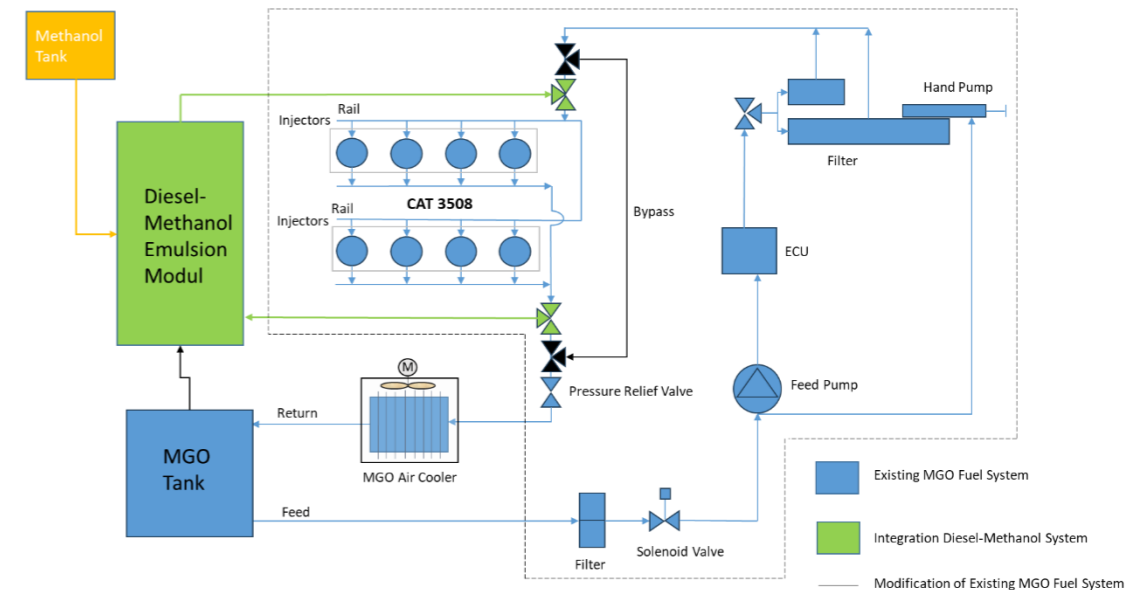 Methanol
Tank
Diesel-
Methanol
Emulsion
Modul
MGO
Tank
Rail
Injectors
CAT 3508
Rail
Injectors
Bypass
Hand Pump
Filter
ECU
Feed Pump
Pressure Relief Valve
M
Return
MGO Air Cooler
Feed
Filter
Solenoid Valve
Existing MGO Fuel System
Integration Diesel-Methanol System
Modification of Existing MGO Fuel System